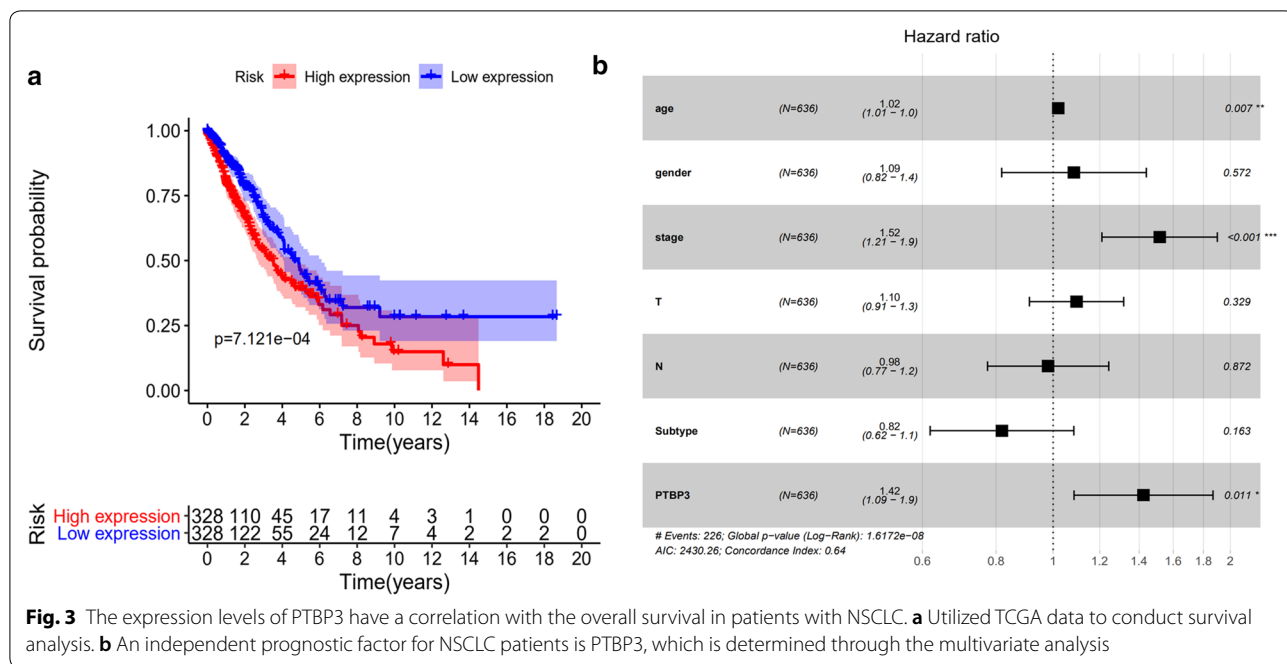 a
Risk High expression Low expression
Survival probability
1.00
0.75
0.50
0.25
0.00
p=7.121e−04
0 2 4 6 8 10 12 14 16 18 20
Time(years)
Risk
High expression 328 110 45 17 11 4 3 1 0 0 0
Low expression 328 122 55 24 12 7 4 2 2 2 0
0 2 4 6 8 10 12 14 16 18 20
Time(years)
b
Hazard ratio
age (N=636) 1.02 (1.01 − 1.0) 0.007 **
gender (N=636) 1.09 (0.82 − 1.4) 0.572
stage (N=636) 1.52 (1.21 − 1.9) <0.001 ***
T (N=636) 1.10 (0.91 − 1.3) 0.329
N (N=636) 0.98 (0.77 − 1.2) 0.872
Subtype (N=636) 0.82 (0.62 − 1.1) 0.163
PTBP3 (N=636) 1.42 (1.09 − 1.9) 0.011 *
# Events: 226; Global p−value (Log−Rank): 1.6172e−08
AIC: 2430.26; Concordance Index: 0.64
0.6 0.8 1 1.2 1.4 1.6 1.8 2
Fig. 3 The expression levels of PTBP3 have a correlation with the overall survival in patients with NSCLC. a Utilized TCGA data to conduct survival
analysis. b An independent prognostic factor for NSCLC patients is PTBP3, which is determined through the multivariate analysis